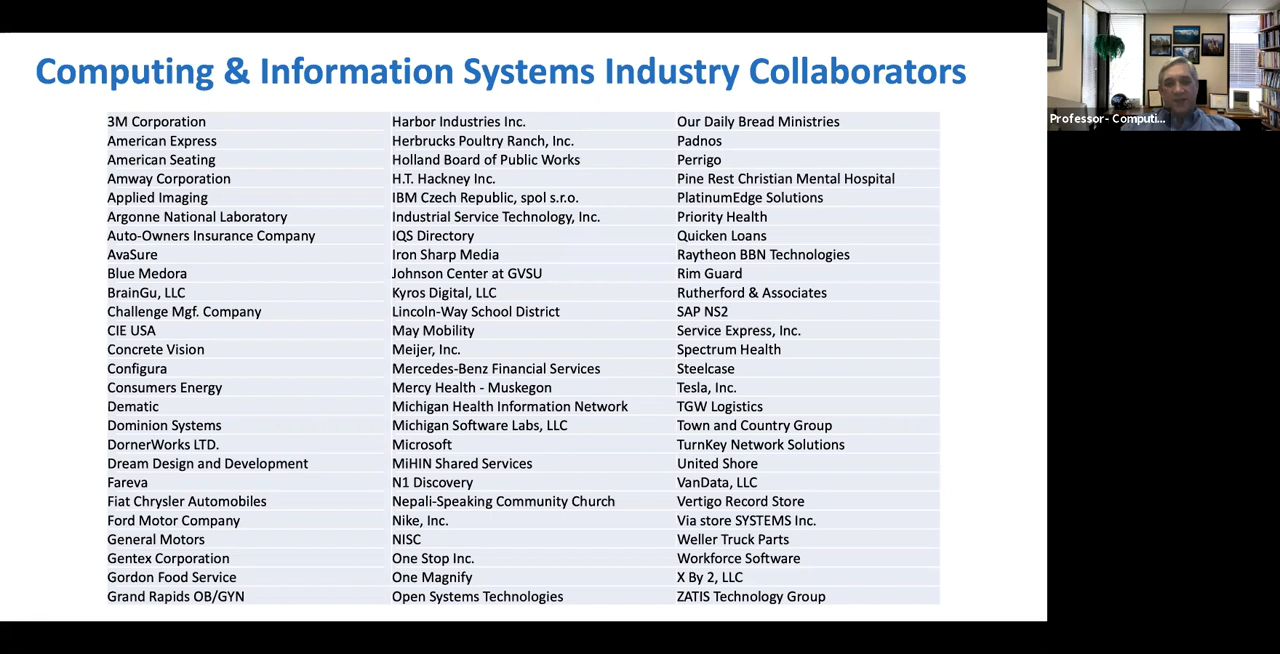 Computing & Information Systems Industry Collaborators
3M Corporation
American Express
American Seating
Amway Corporation
Applied Imaging
Argonne National Laboratory
Auto-Owners Insurance Company
AvaSure
Blue Medora
BrainGu, LLC
Challenge Mgf. Company
CIE USA
Concrete Vision
Configura
Consumers Energy
Dematic
Dominion Systems
DornerWorks LTD.
Dream Design and Development
Fareva
Fiat Chrysler Automobiles
Ford Motor Company
General Motors
Gentex Corporation
Gordon Food Service
Grand Rapids OB/GYN
Harbor Industries Inc.
Herbrucks Poultry Ranch, Inc.
Holland Board of Public Works
H.T. Hackney Inc.
IBM Czech Republic, spol s.r.o.
Industrial Service Technology, Inc.
IQS Directory
Iron Sharp Media
Johnson Center at GVSU
Kyros Digital, LLC
Lincoln-Way School District
May Mobility
Meijer, Inc.
Mercedes-Benz Financial Services
Mercy Health - Muskegon
Michigan Health Information Network
Michigan Software Labs, LLC
Microsoft
MiHIN Shared Services
N1 Discovery
Nepali-Speaking Community Church
Nike, Inc.
NISC
One Stop Inc.
One Magnify
Open Systems Technologies
Our Daily Bread Ministries
Padnos
Perrigo
Pine Rest Christian Mental Hospital
PlatinumEdge Solutions
Priority Health
Quicken Loans
Raytheon BBN Technologies
Rim Guard
Rutherford & Associates
SAP NS2
Service Express, Inc.
Spectrum Health
Steelcase
Tesla, Inc.
TGW Logistics
Town and Country Group
TurnKey Network Solutions
United Shore
VanData, LLC
Vertigo Record Store
Via store SYSTEMS Inc.
Weller Truck Parts
Workforce Software
X By 2, LLC
ZATIS Technology Group
Professor- Computi...